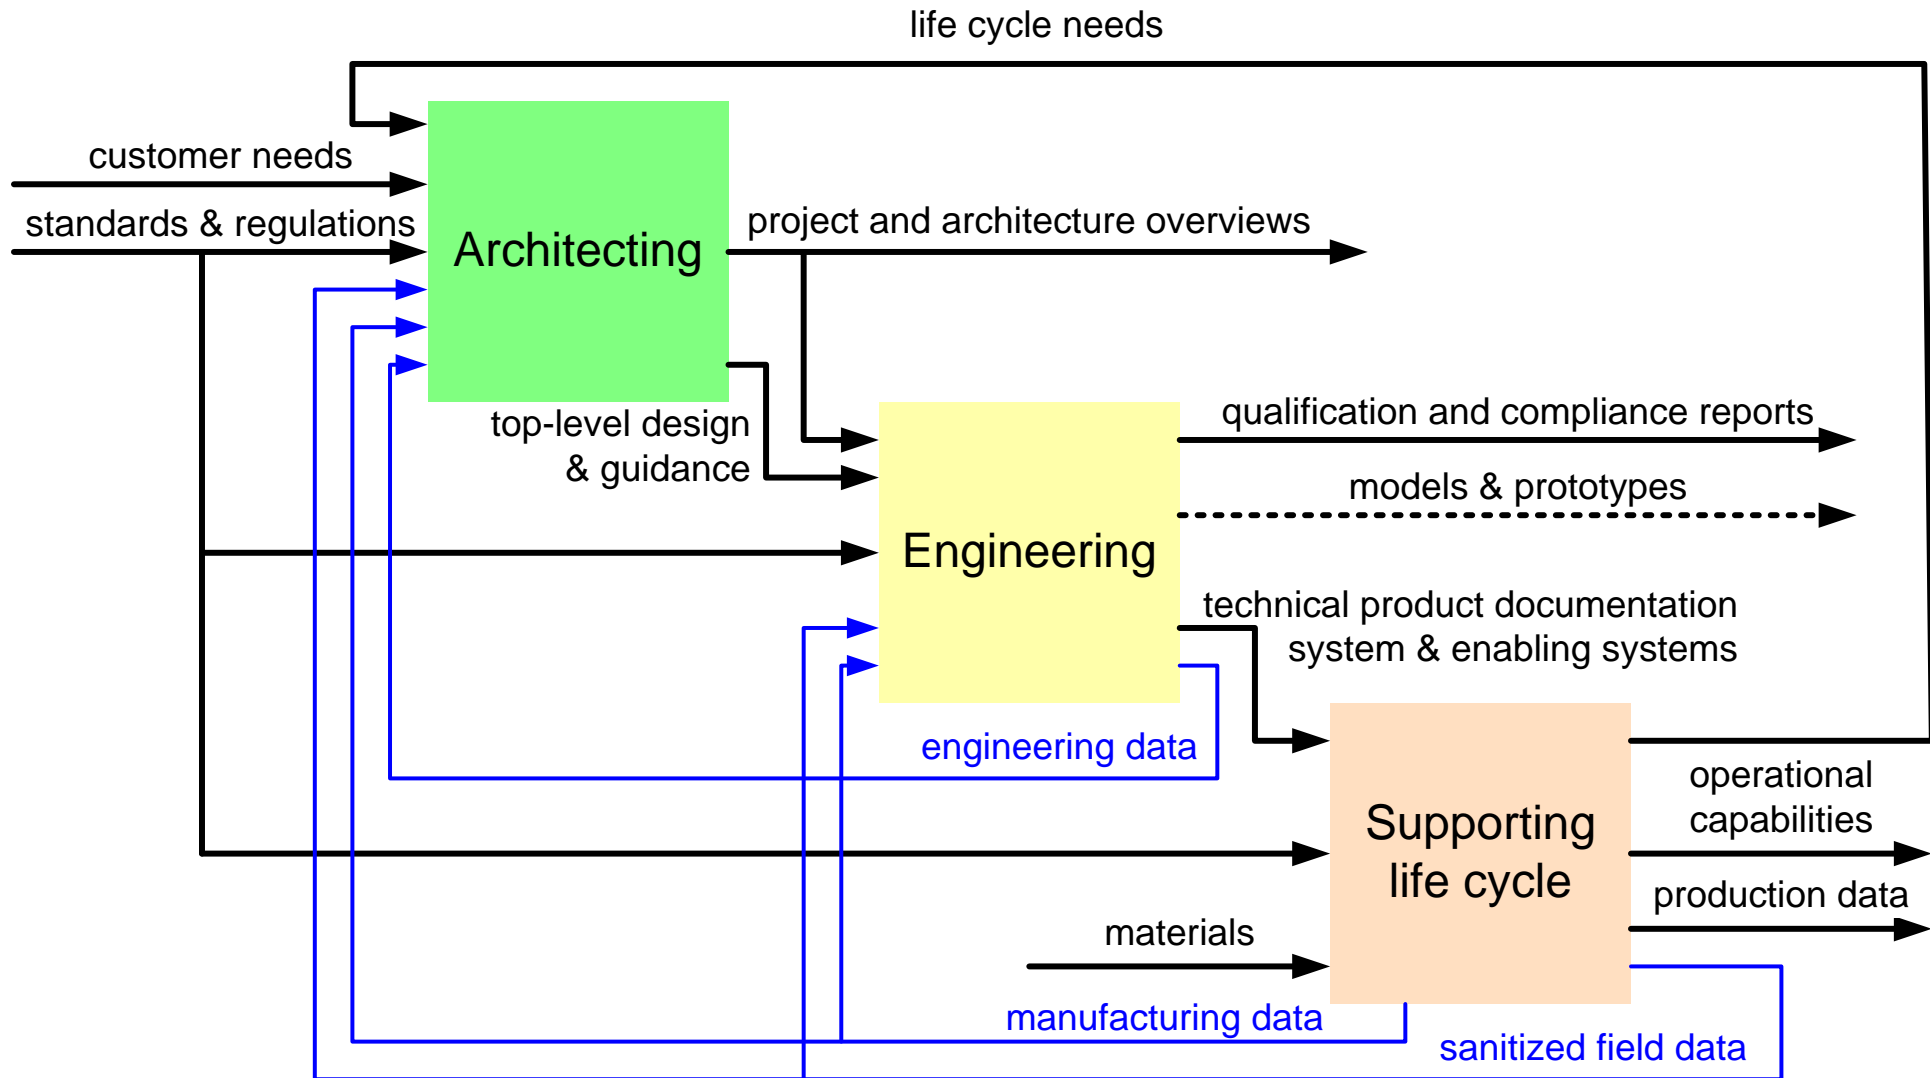 life cycle needs
customer needs
standards & regulations
Architecting
project and architecture overviews
top-level design
& guidance
qualification and compliance reports
models & prototypes
Engineering
technical product documentation
system & enabling systems
engineering data
operational
capabilities
Supporting
life cycle
production data
materials
manufacturing data
sanitized field data